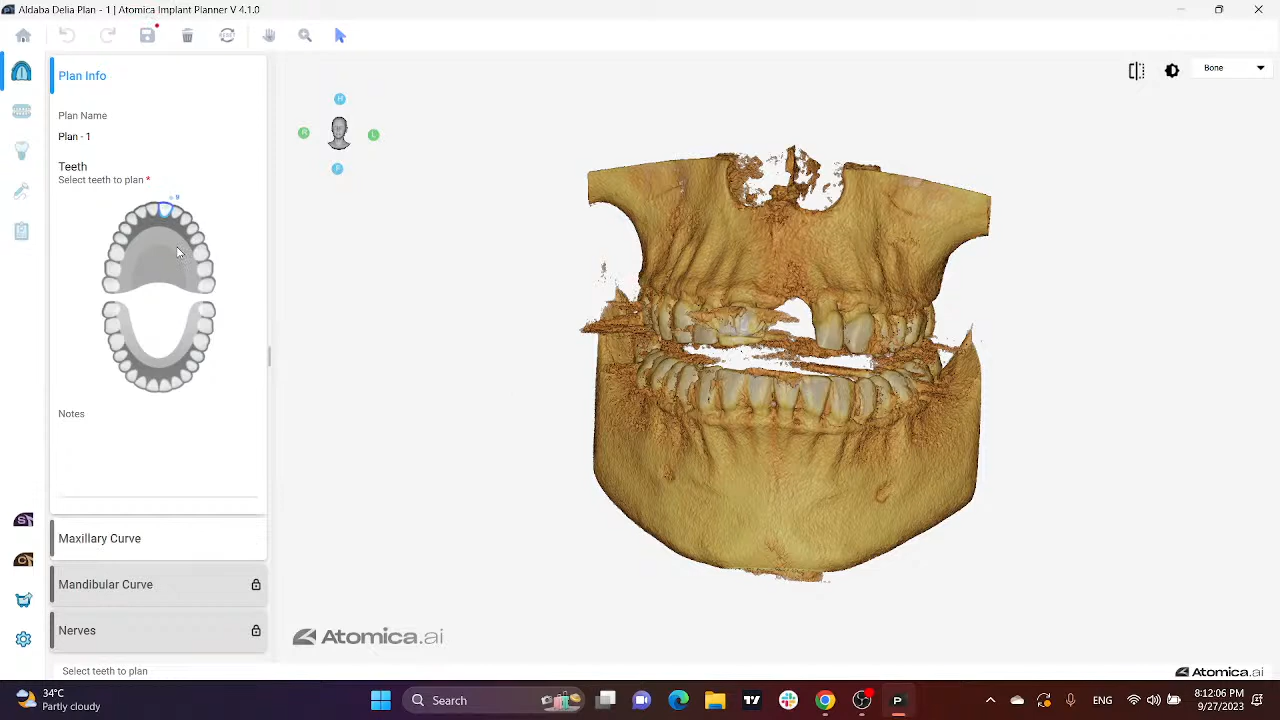 Aldaba Delia Plan - 1 | Atomica Implant Planner V 4.1.0
RESET
Plan Info
Bone
Plan Name
Plan - 1
H
R
L
F
Teeth
Select teeth to plan *
9
Notes
Maxillary Curve
Mandibular Curve
Nerves
Atomica.ai
Select teeth to plan
Atomica.ai
34°C
Partly cloudy
Search
ENG
8:12:06 PM
9/27/2023